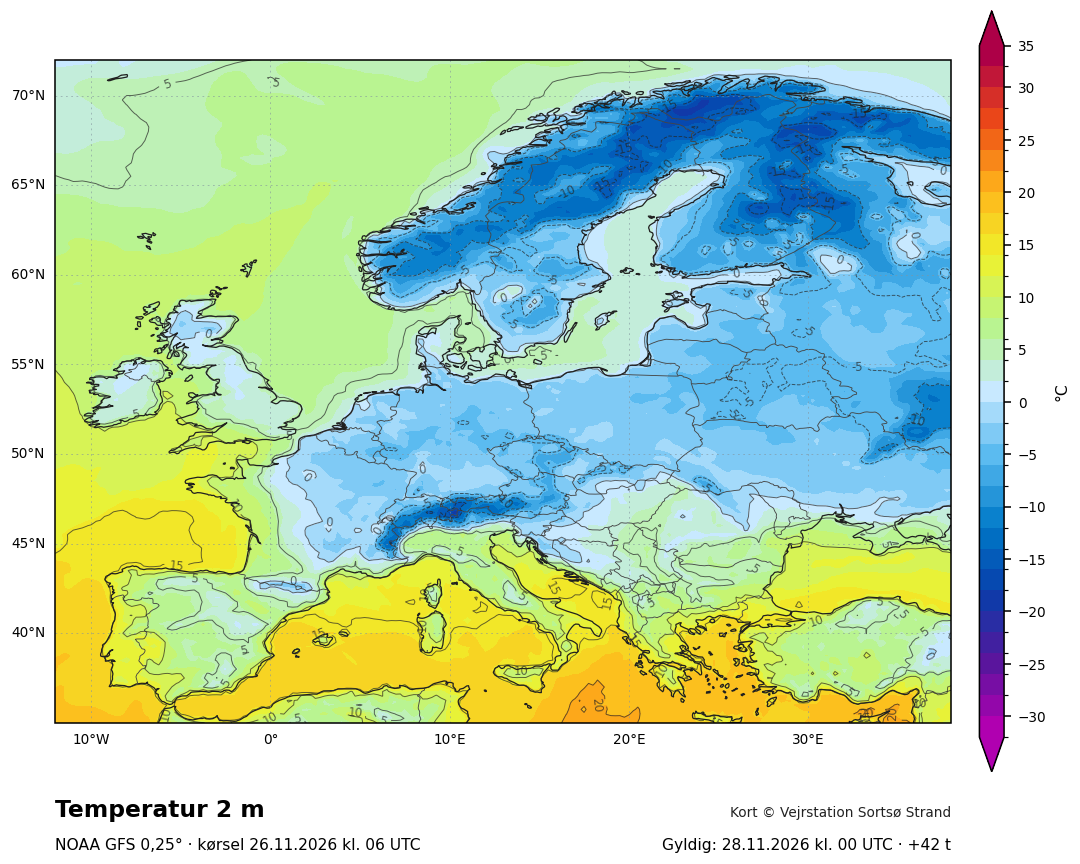 70°N
65°N
60°N
55°N
50°N
45°N
40°N
10°W
0°
10°E
20°E
30°E
35
30
25
20
15
10
5
0
−5
−10
−15
−20
−25
−30
°C
Temperatur 2 m
Kort © Vejrstation Sortsø Strand
NOAA GFS 0,25° · kørsel 26.11.2026 kl. 06 UTC
Gyldig: 28.11.2026 kl. 00 UTC · +42 t